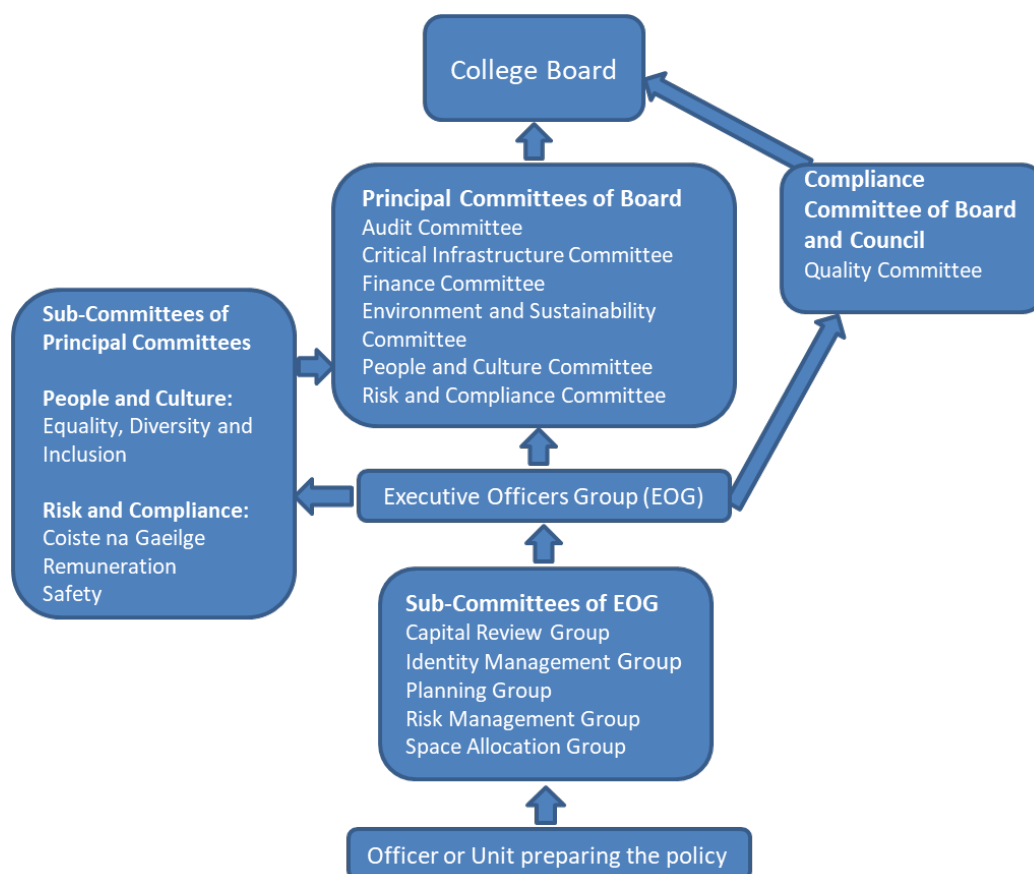 College Board
Principal Committees of Board
Audit Committee
Critical Infrastructure Committee
Finance Committee
Environment and Sustainability
Committee
People and Culture Committee
Risk and Compliance Committee
Compliance
Committee of Board
and Council
Quality Committee
Sub-Committees of
Principal Committees
People and Culture:
Equality, Diversity and
Inclusion
Risk and Compliance:
Coiste na Gaeilge
Remuneration
Safety
Executive Officers Group (EOG)
Sub-Committees of EOG
Capital Review Group
Identity Management Group
Planning Group
Risk Management Group
Space Allocation Group
Officer or Unit preparing the policy